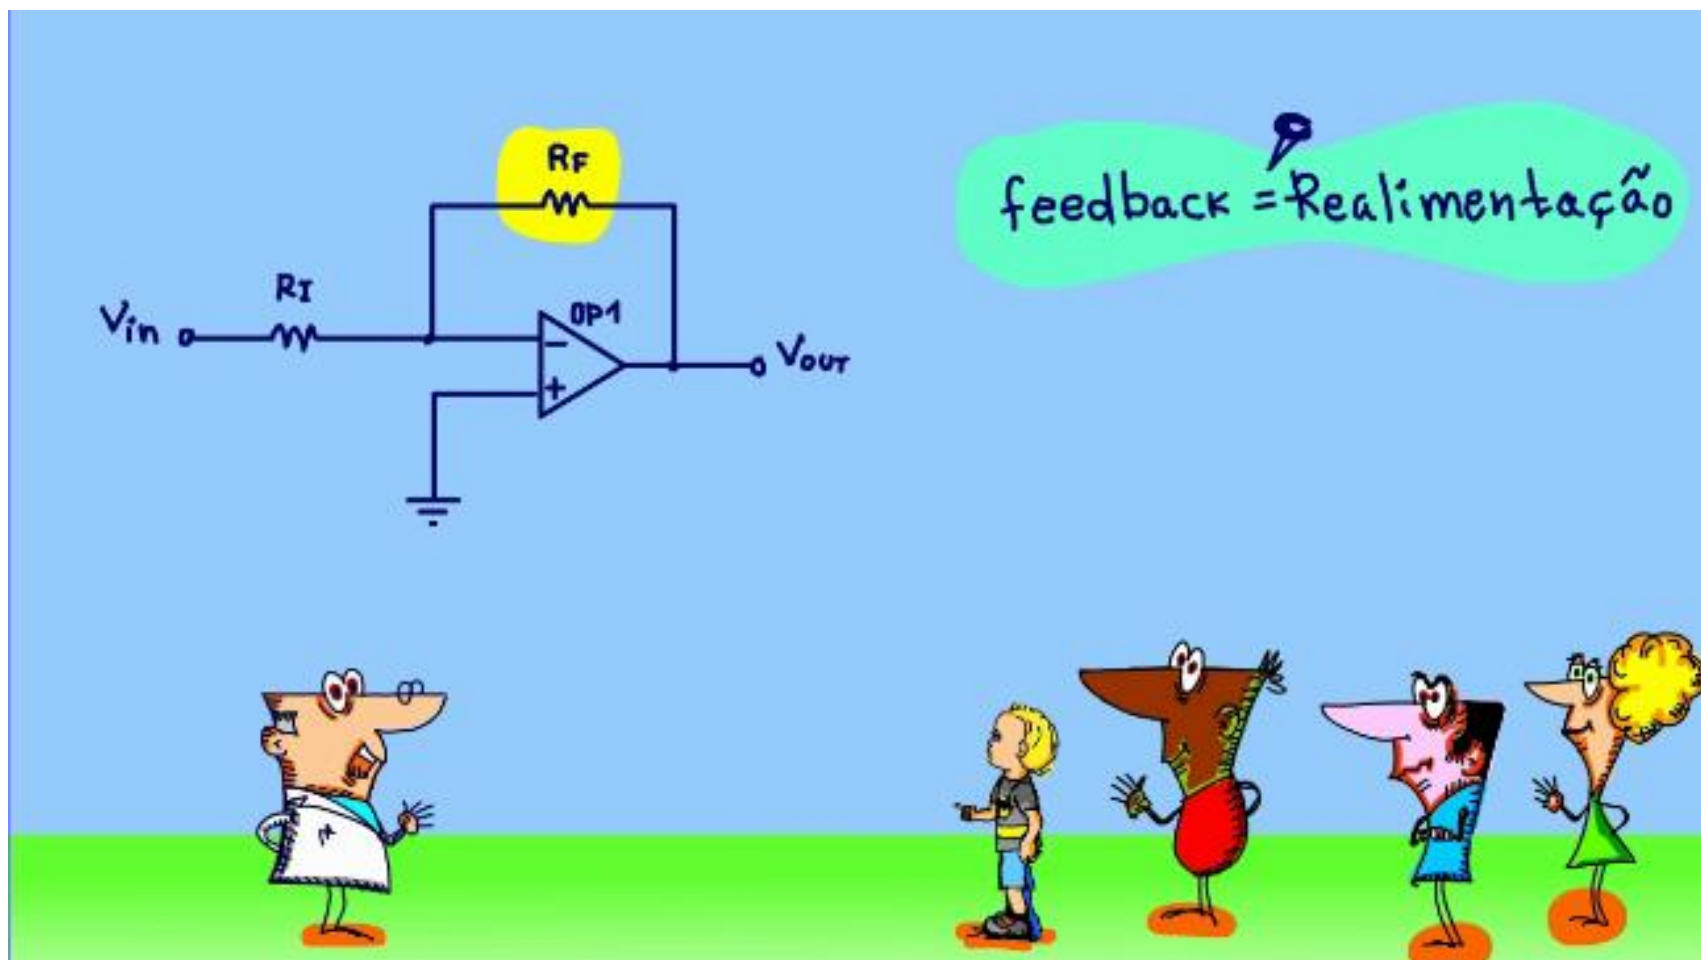 RF
feedback = Realimentação
RI
OP1
Vin
VOUT
-
+